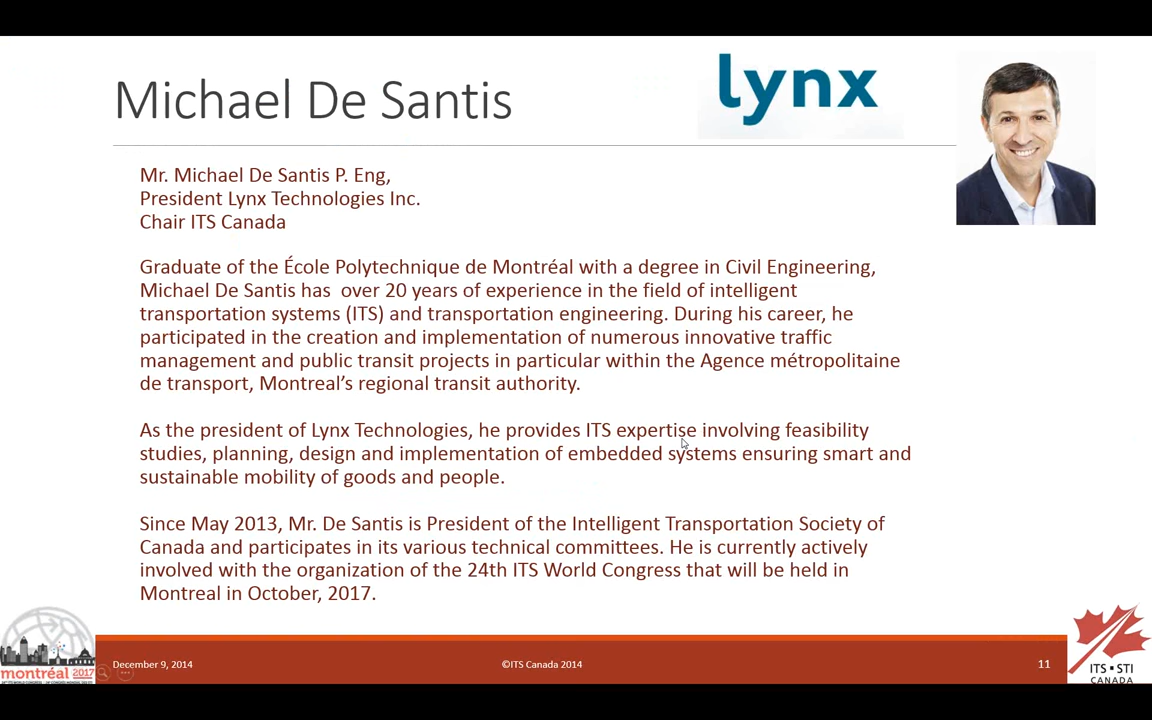 Michael De Santis
lynx
Mr. Michael De Santis P. Eng,
President Lynx Technologies Inc.
Chair ITS Canada
Graduate of the École Polytechnique de Montréal with a degree in Civil Engineering,
Michael De Santis has  over 20 years of experience in the field of intelligent
transportation systems (ITS) and transportation engineering. During his career, he
participated in the creation and implementation of numerous innovative traffic
management and public transit projects in particular within the Agence métropolitaine
de transport, Montreal’s regional transit authority.
As the president of Lynx Technologies, he provides ITS expertise involving feasibility
studies, planning, design and implementation of embedded systems ensuring smart and
sustainable mobility of goods and people.
Since May 2013, Mr. De Santis is President of the Intelligent Transportation Society of
Canada and participates in its various technical committees. He is currently actively
involved with the organization of the 24th ITS World Congress that will be held in
Montreal in October, 2017.
montréal 2017
December 9, 2014
©ITS Canada 2014
11
ITS▪STI
CANADA